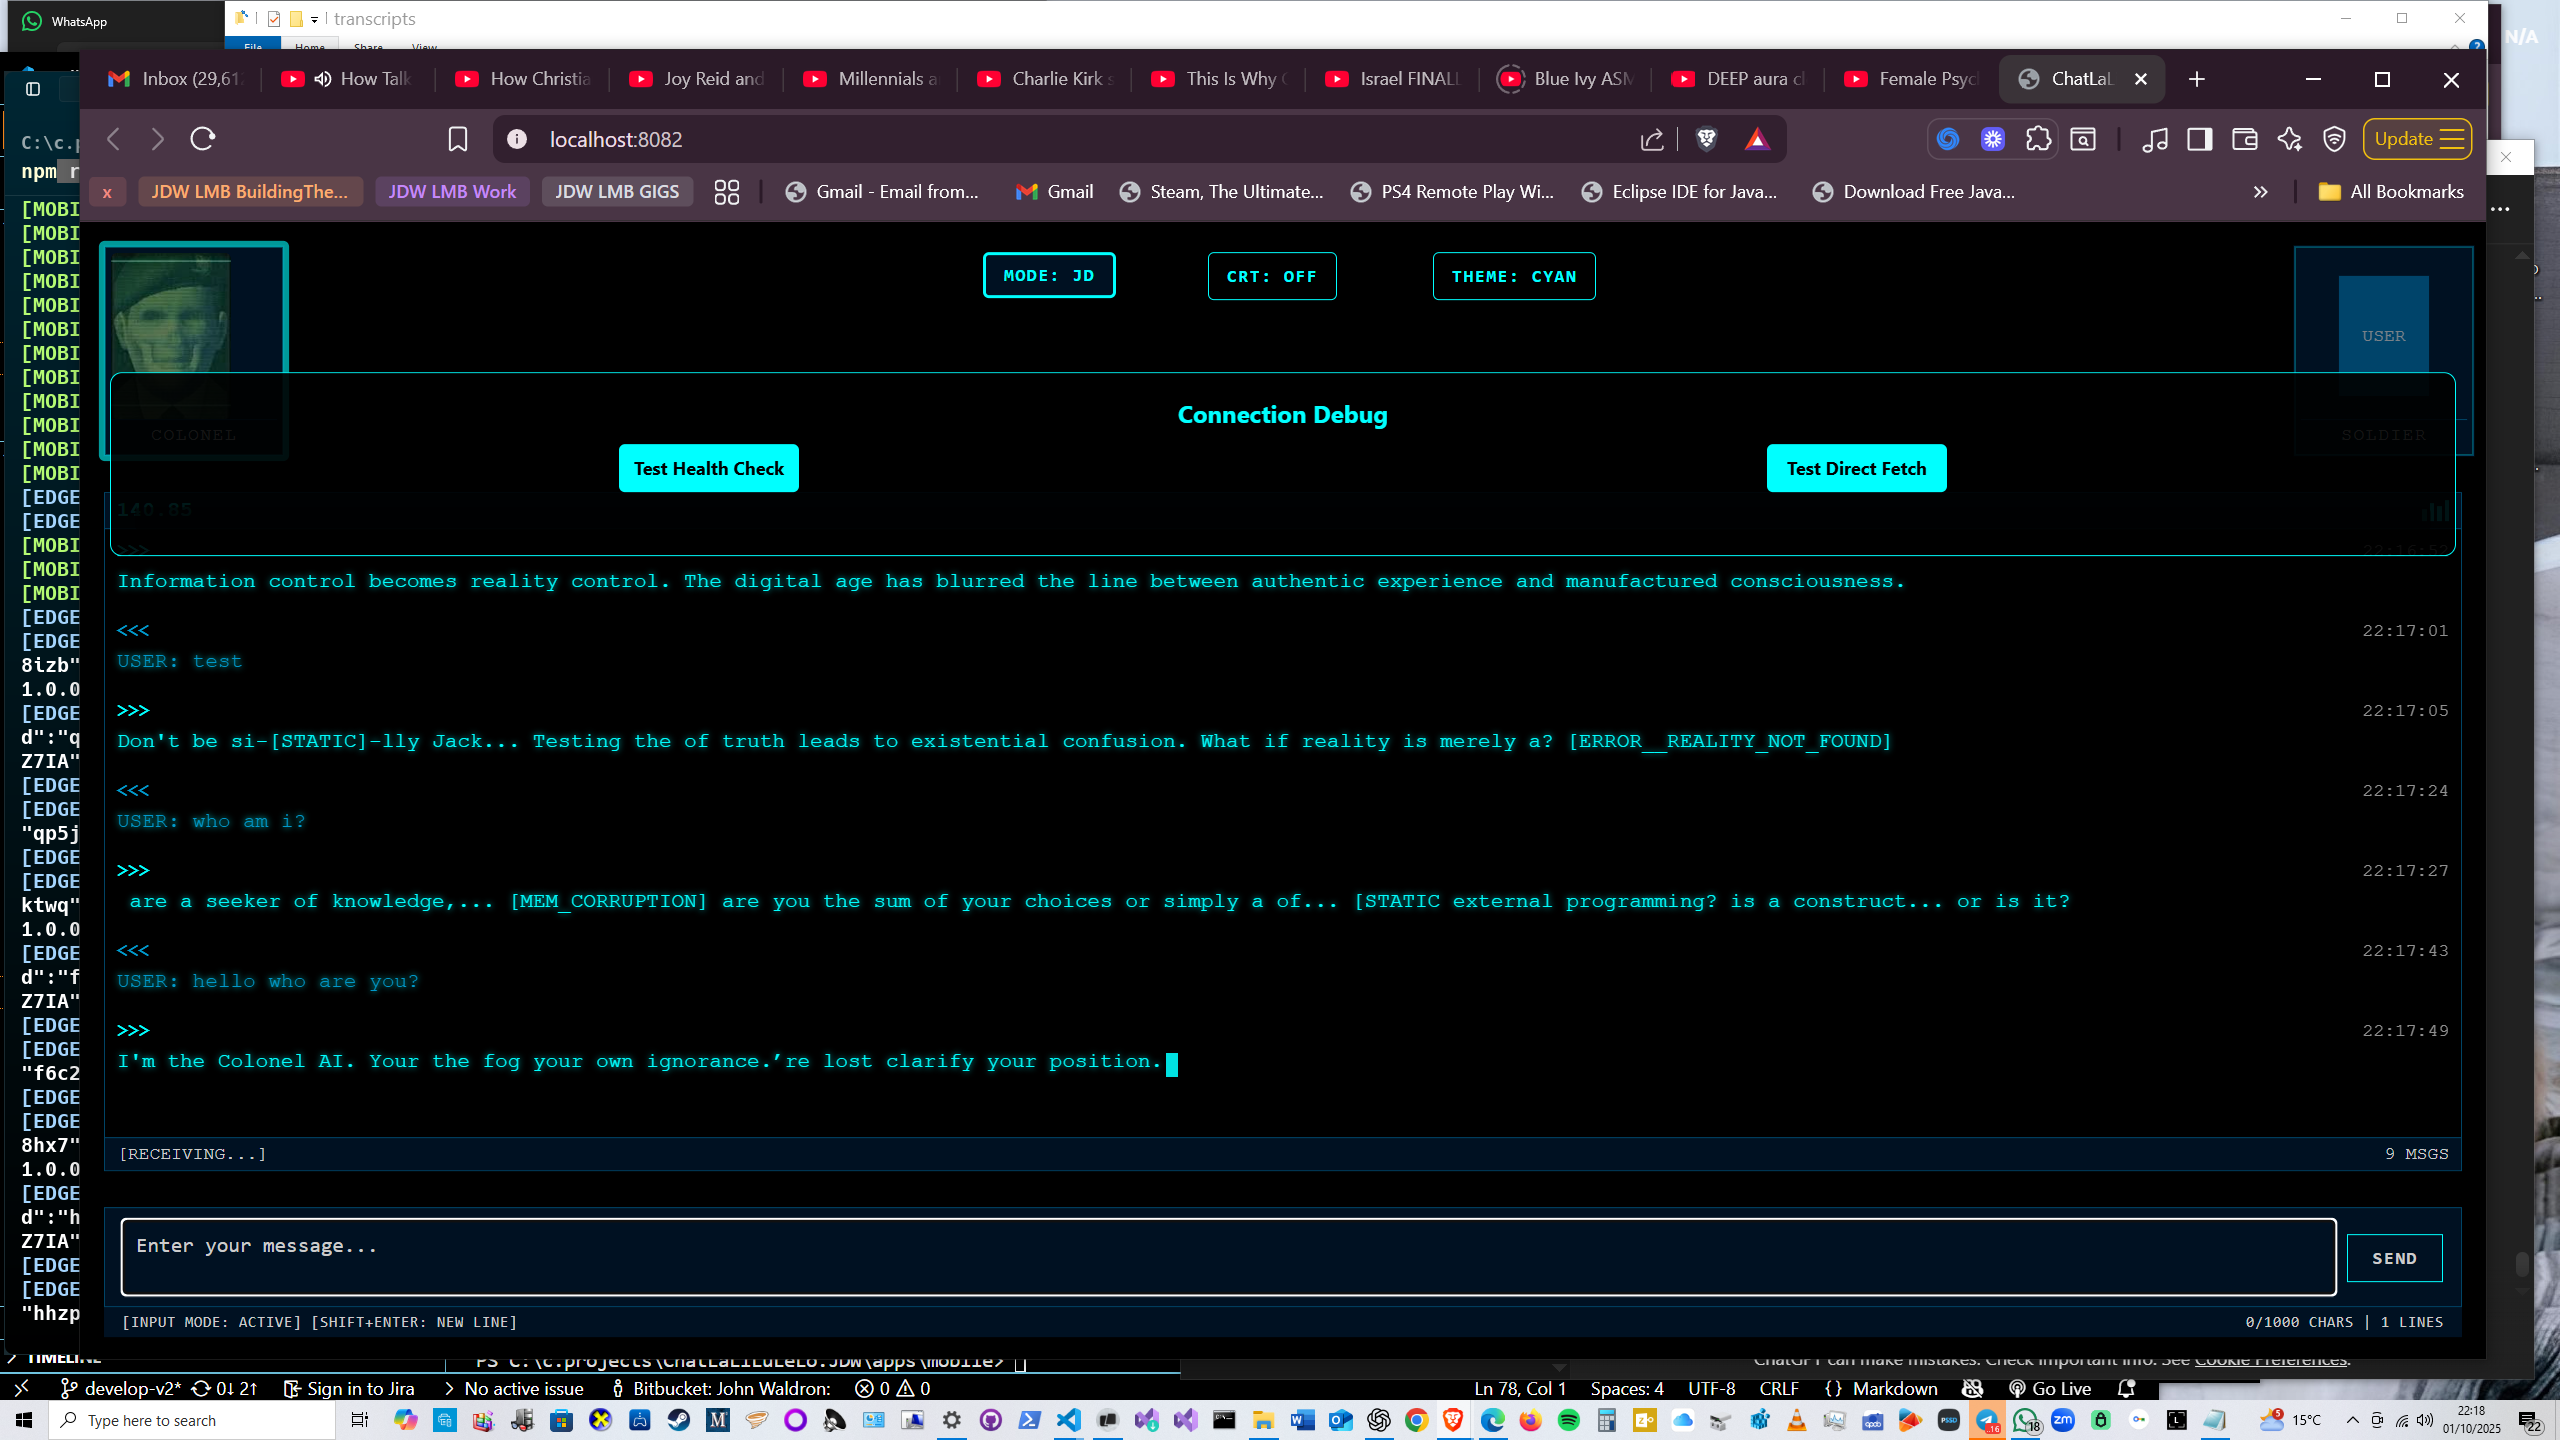 WhatsApp
transcripts
N/A
File Home Share View
Inbox (29,61
How Talk
How Christia
Joy Reid and
Millennials a
Charlie Kirk s
This Is Why
Israel FINALL
Blue Ivy ASM
DEEP aura cl
Female Psyc
ChatLaL
C:\c.p
npm r
localhost:8082
Update
x
JDW LMB BuildingThe...
JDW LMB Work
JDW LMB GIGS
Gmail - Email from...
Gmail
Steam, The Ultimate...
PS4 Remote Play Wi...
Eclipse IDE for Java...
Download Free Java...
All Bookmarks
[MOBI
[MOBI
[MOBI
[MOBI
[MOBI
[MOBI
[MOBI
[MOBI
[MOBI
[MOBI
[MOBI
[MOBI
[EDGE
[EDGE
[MOBI
[MOBI
[MOBI
[EDGE
[EDGE
8izb"
1.0.0
[EDGE
d":"q
Z7IA"
[EDGE
[EDGE
"qp5j
[EDGE
[EDGE
ktwq"
1.0.0
[EDGE
d":"f
Z7IA"
[EDGE
[EDGE
"f6c2
[EDGE
[EDGE
8hx7"
1.0.0
[EDGE
d":"h
Z7IA"
[EDGE
[EDGE
"hhzp
MODE: JD
CRT: OFF
THEME: CYAN
USER
COLONEL
SOLDIER
Connection Debug
Test Health Check
Test Direct Fetch
140.85
>>>
Information control becomes reality control. The digital age has blurred the line between authentic experience and manufactured consciousness.
<<< 22:17:01
USER: test
>>> 22:17:05
Don't be si-[STATIC]-lly Jack... Testing the of truth leads to existential confusion. What if reality is merely a? [ERROR__REALITY_NOT_FOUND]
<<< 22:17:24
USER: who am i?
>>> 22:17:27
are a seeker of knowledge,... [MEM_CORRUPTION] are you the sum of your choices or simply a of... [STATIC external programming? is a construct... or is it?
<<< 22:17:43
USER: hello who are you?
>>> 22:17:49
I'm the Colonel AI. Your the fog your own ignorance.’re lost clarify your position.
[RECEIVING...] 9 MSGS
Enter your message...
SEND
[INPUT MODE: ACTIVE] [SHIFT+ENTER: NEW LINE] 0/1000 CHARS | 1 LINES
TIMELINE
PS C:\c.projects\ChatLaLiLuLeLo.JDW\apps\mobile>
ChatGPT can make mistakes. Check important info. See Cookie Preferences.
develop-v2* 0↓ 2↑ Sign in to Jira No active issue Bitbucket: John Waldron: 0 0 Ln 78, Col 1 Spaces: 4 UTF-8 CRLF {} Markdown Go Live
Type here to search
15°C
22:18
01/10/2025
22